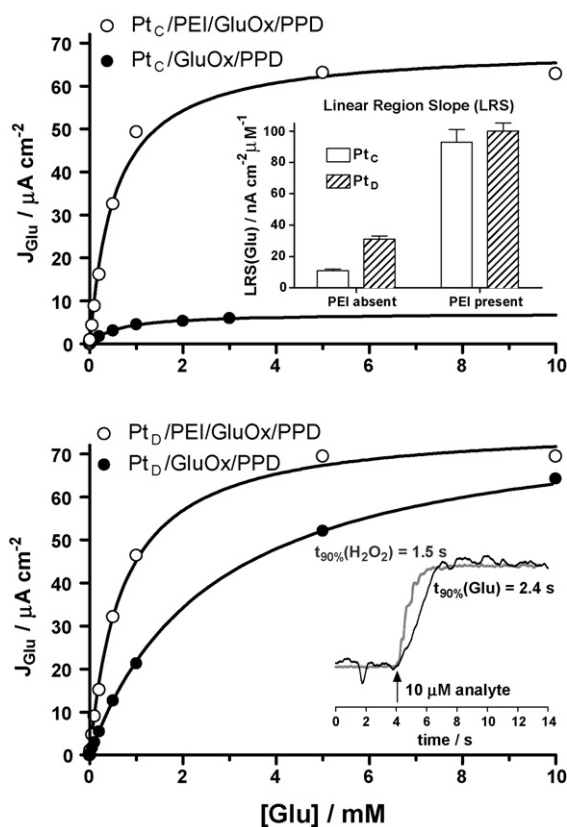 Pt_C/PEI/GluOx/PPD
Pt_C/GluOx/PPD
J_Glu / μA cm⁻²
70
60
50
40
30
20
10
0
0 2 4 6 8 10
Linear Region Slope (LRS)
LRS(Glu) / nA cm⁻² μM⁻¹
100
80
60
40
20
0
Pt_C
Pt_D
PEI absent PEI present
Pt_D/PEI/GluOx/PPD
Pt_D/GluOx/PPD
J_Glu / μA cm⁻²
70
60
50
40
30
20
10
0
t_90%(H₂O₂) = 1.5 s
t_90%(Glu) = 2.4 s
10 μM analyte
0 2 4 6 8 10 12 14
time / s
0 2 4 6 8 10
[Glu] / mM